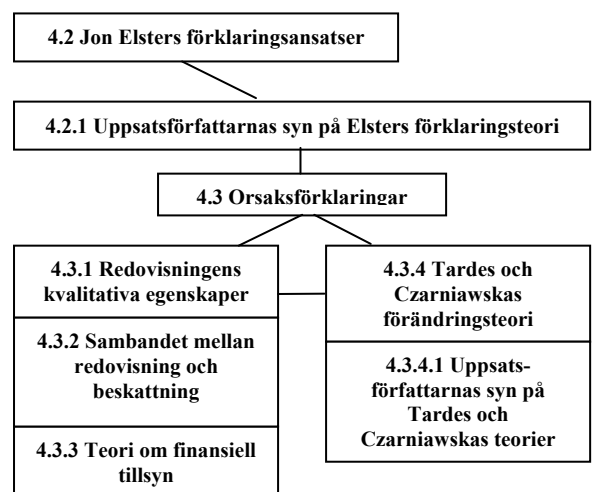 4.2 Jon Elsters förklaringsansatser
4.2.1 Uppsatsförfattarnas syn på Elsters förklaringsteori
4.3 Orsaksförklaringar
4.3.1 Redovisningens
kvalitativa egenskaper
4.3.2 Sambandet mellan
redovisning och
beskattning
4.3.3 Teori om finansiell
tillsyn
4.3.4 Tardes och
Czarniawskas
förändringsteori
4.3.4.1 Uppsats-
författarnas syn på
Tardes och
Czarniawskas teorier